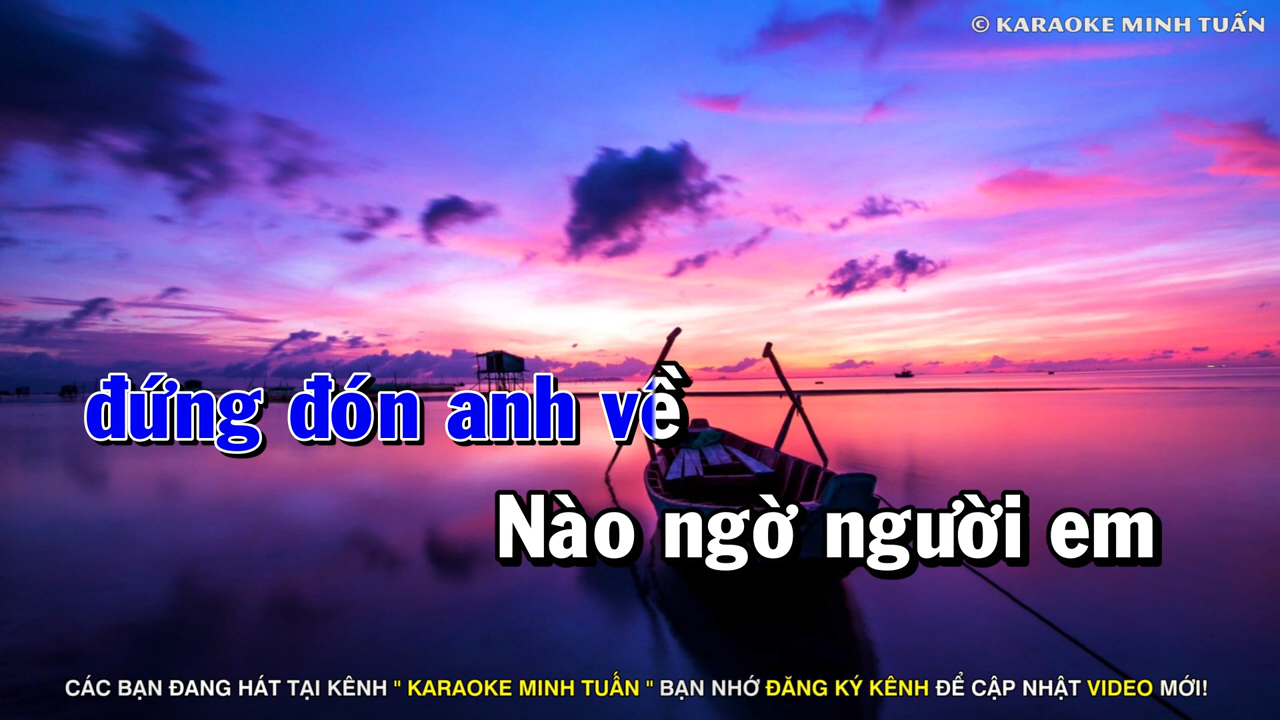 © KARAOKE MINH TUẤN
đứng đón anh về
Nào ngờ người em
CÁC BẠN ĐANG HÁT TẠI KÊNH " KARAOKE MINH TUẤN " BẠN NHỚ ĐĂNG KÝ KÊNH ĐỂ CẬP NHẬT VIDEO MỚI!